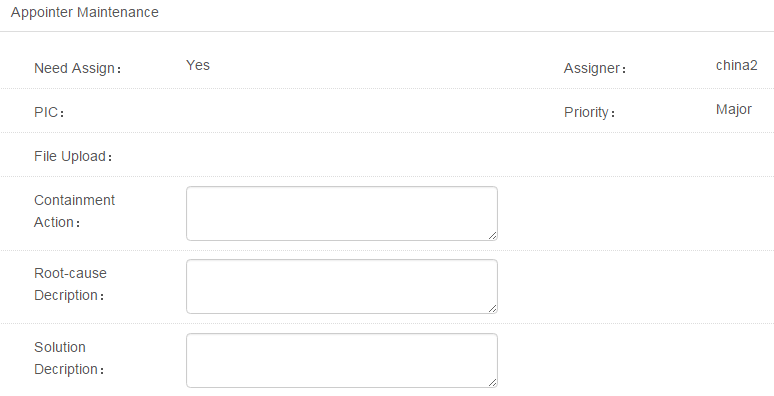 Appointer Maintenance
Need Assign： Yes Assigner： china2
PIC： Priority： Major
File Upload：
Containment
Action：
Root-cause
Decription：
Solution
Decription：